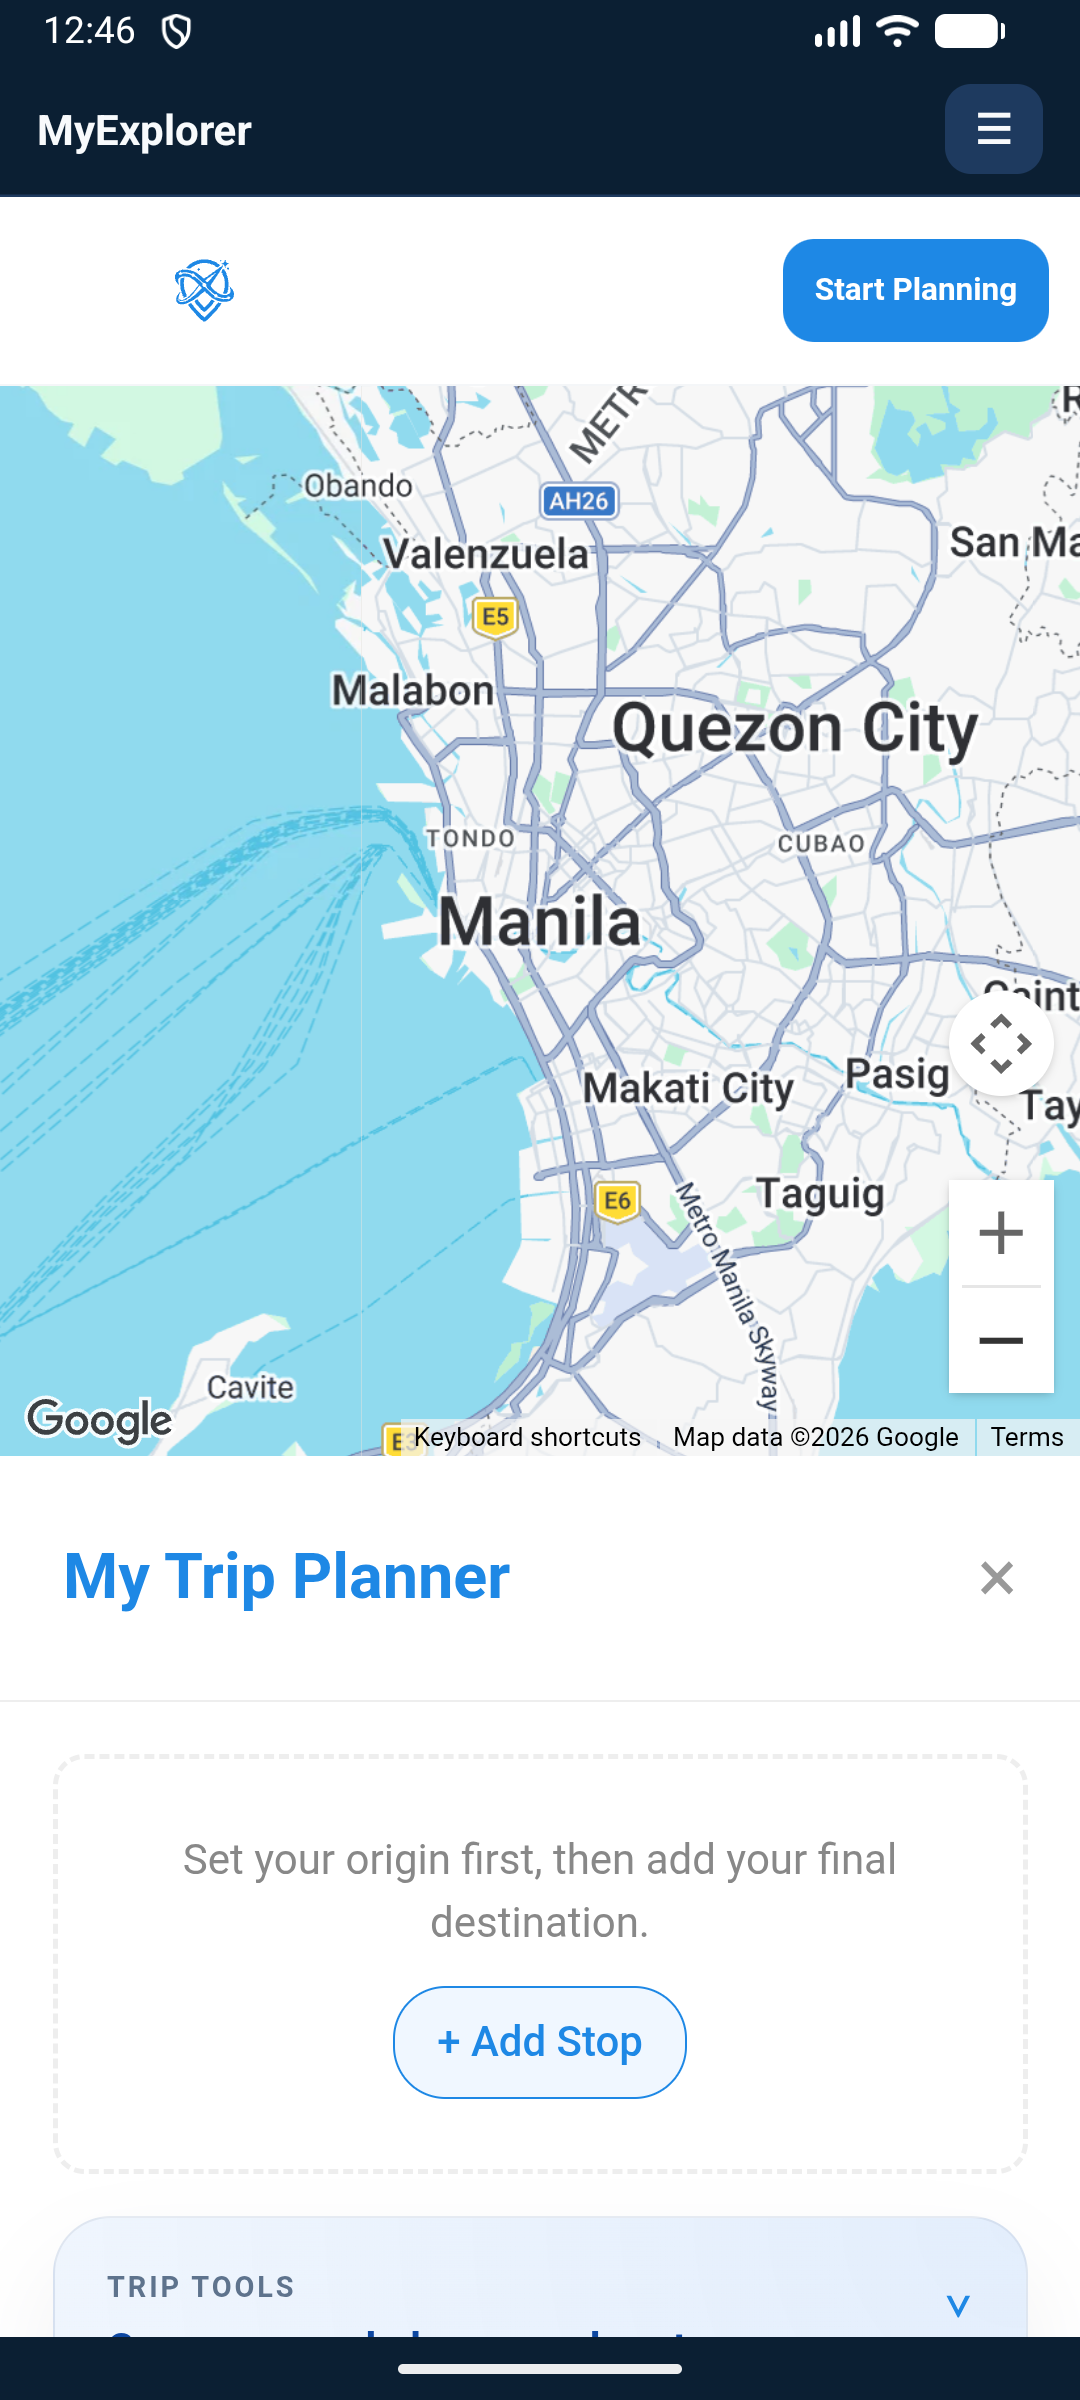 12:46
MyExplorer
☰
Start Planning
METR
Obando
AH26
Valenzuela
San Ma
E5
Malabon
Quezon City
TONDO
CUBAO
Manila
Caint
Makati City
Pasig
Tay
Taguig
E6
Metro Manila Skyway
Cavite
Google
E3
Keyboard shortcuts
Map data ©2026 Google
Terms
My Trip Planner
×
Set your origin first, then add your final
destination.
+ Add Stop
TRIP TOOLS